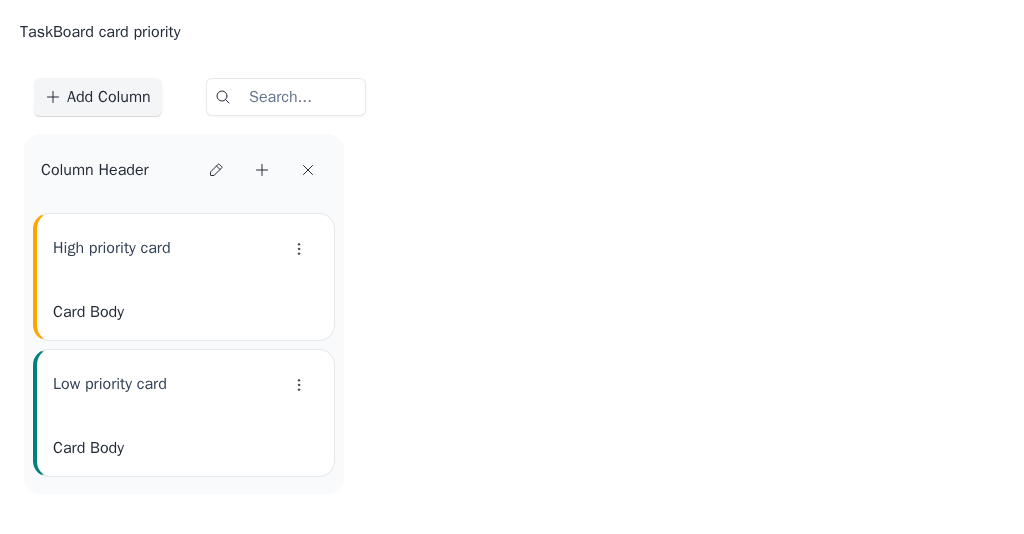 TaskBoard card priority
Add Column
Search...
Column Header
High priority card
Card Body
Low priority card
Card Body